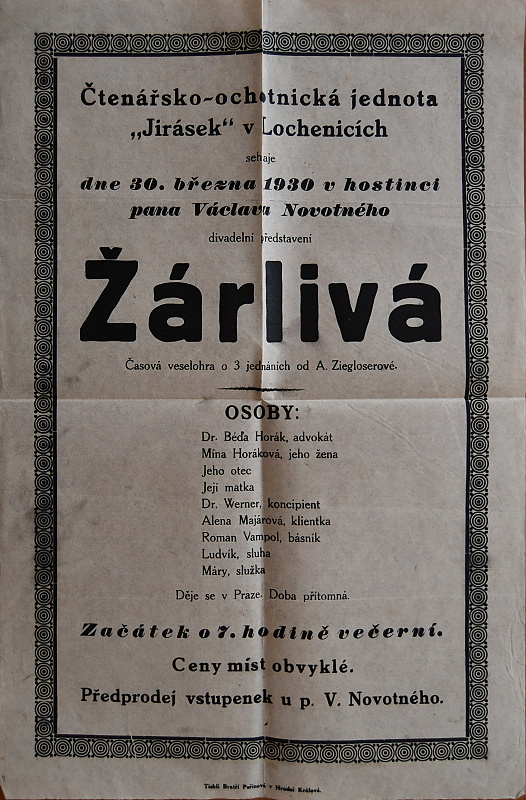 Čtenářsko-ochotnická jednota
„Jirásek“ v Lochenicích
sehraje
dne 30. března 1930 v hostinci
pana Václava Novotného
divadelní představení
Žárlivá
Časová veselohra o 3 jednáních od A. Ziegloserové.
OSOBY:
Dr. Béďa Horák, advokát
Mína Horáková, jeho žena
Jeho otec
Její matka
Dr. Werner, koncipient
Alena Majárová, klientka
Roman Vampol, básník
Ludvík, sluha
Máry, služka
Děje se v Praze. Doba přítomná.
Začátek o 7. hodině večerní.
Ceny míst obvyklé.
Předprodej vstupenek u p. V. Novotného.
Tiskli Bratři Peřinové v Hradci Králové.